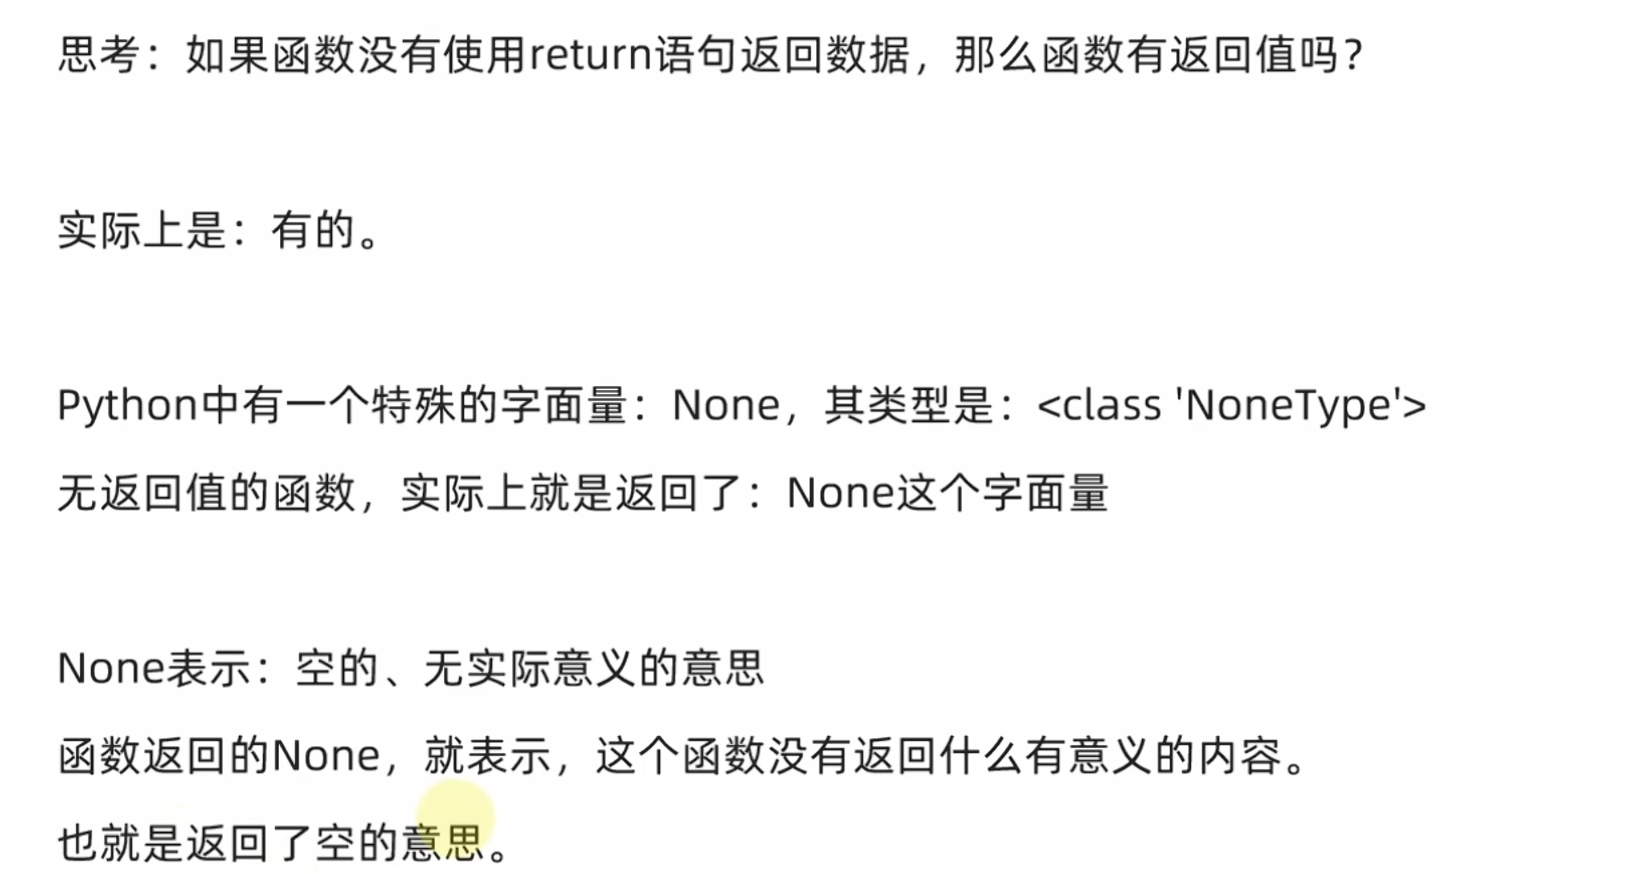 思考：如果函数没有使用return语句返回数据，那么函数有返回值吗？
实际上是：有的。
Python中有一个特殊的字面量：None，其类型是：<class 'NoneType'>
无返回值的函数，实际上就是返回了：None这个字面量
None表示：空的、无实际意义的意思
函数返回的None，就表示，这个函数没有返回什么有意义的内容。
也就是返回了空的意思。